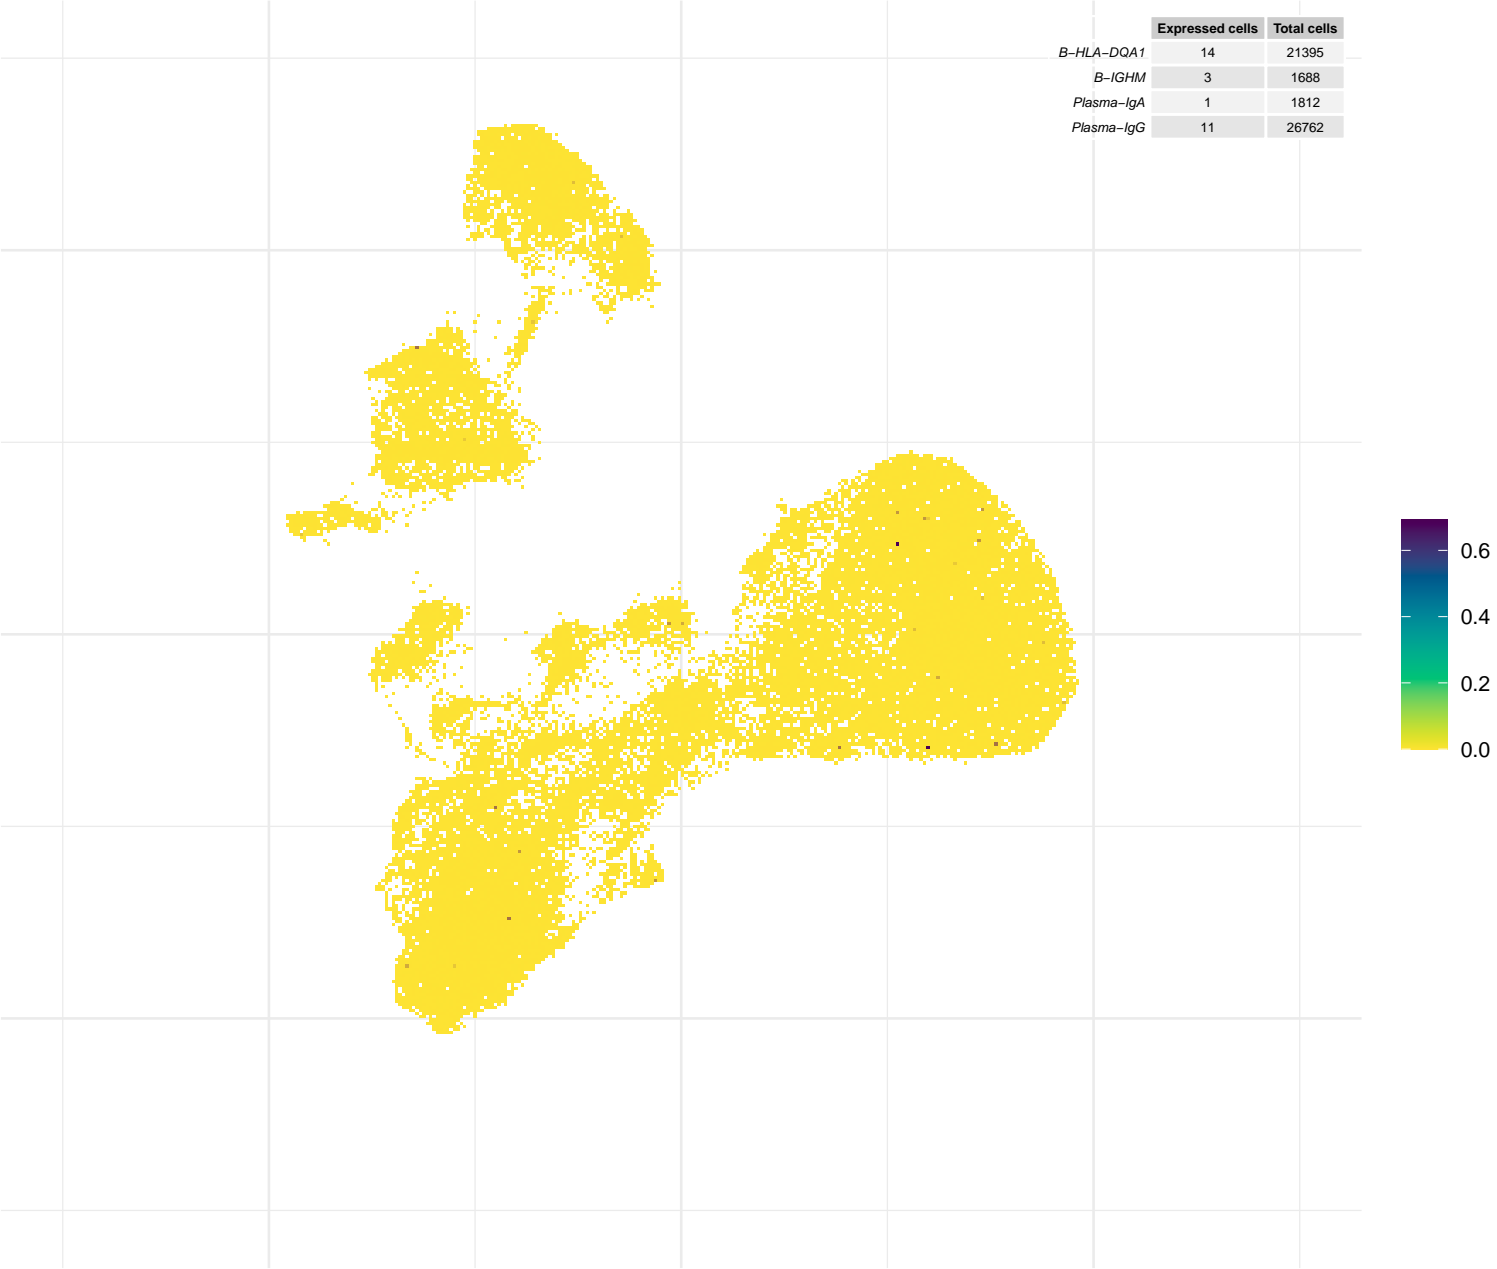 Expressed cells Total cells
B−HLA−DQA1 14 21395
B−IGHM 3 1688
Plasma−IgA 1 1812
Plasma−IgG 11 26762
0.6
0.4
0.2
0.0